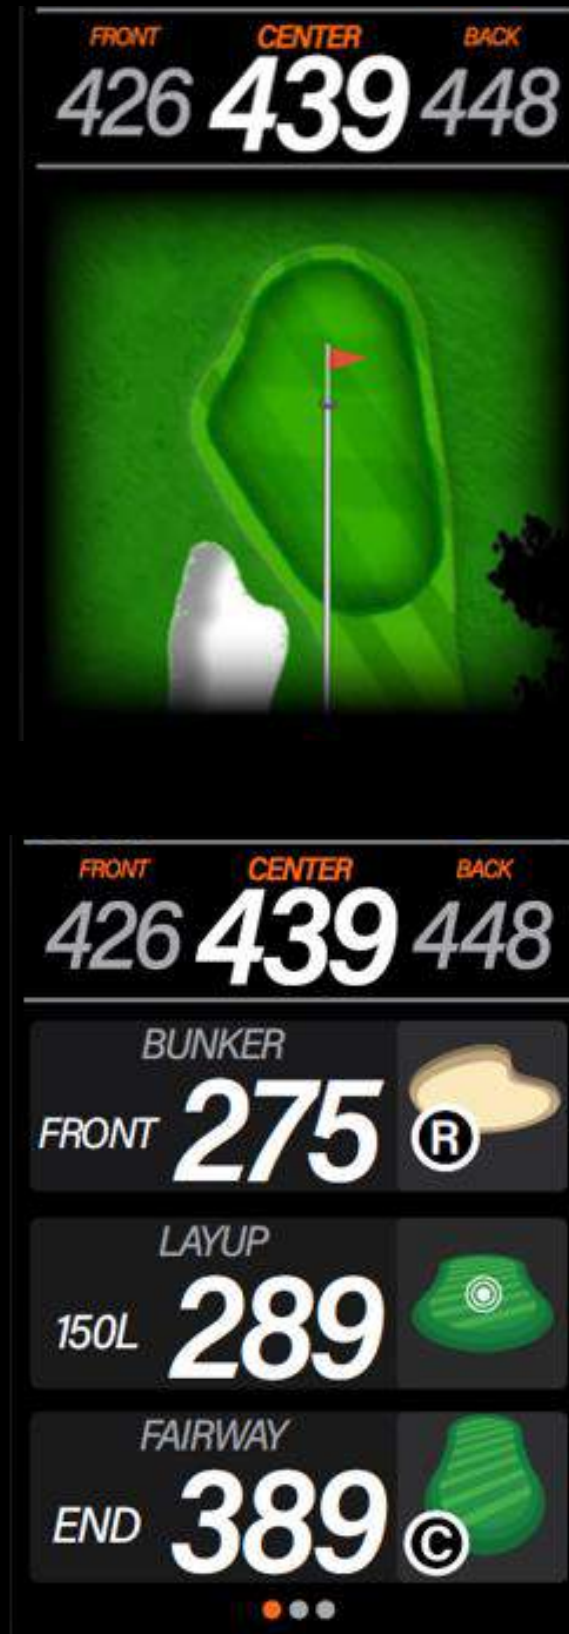 FRONT CENTER BACK
426 439 448
FRONT CENTER BACK
426 439 448
BUNKER
FRONT 275
R
LAYUP
150L 289
FAIRWAY
END 389
C